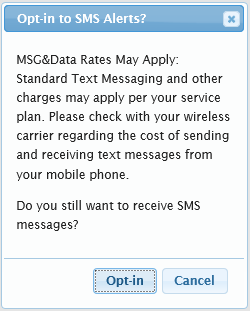 Opt-in to SMS Alerts?
MSG&Data Rates May Apply:
Standard Text Messaging and other
charges may apply per your service
plan. Please check with your wireless
carrier regarding the cost of sending
and receiving text messages from
your mobile phone.
Do you still want to receive SMS
messages?
Opt-in Cancel